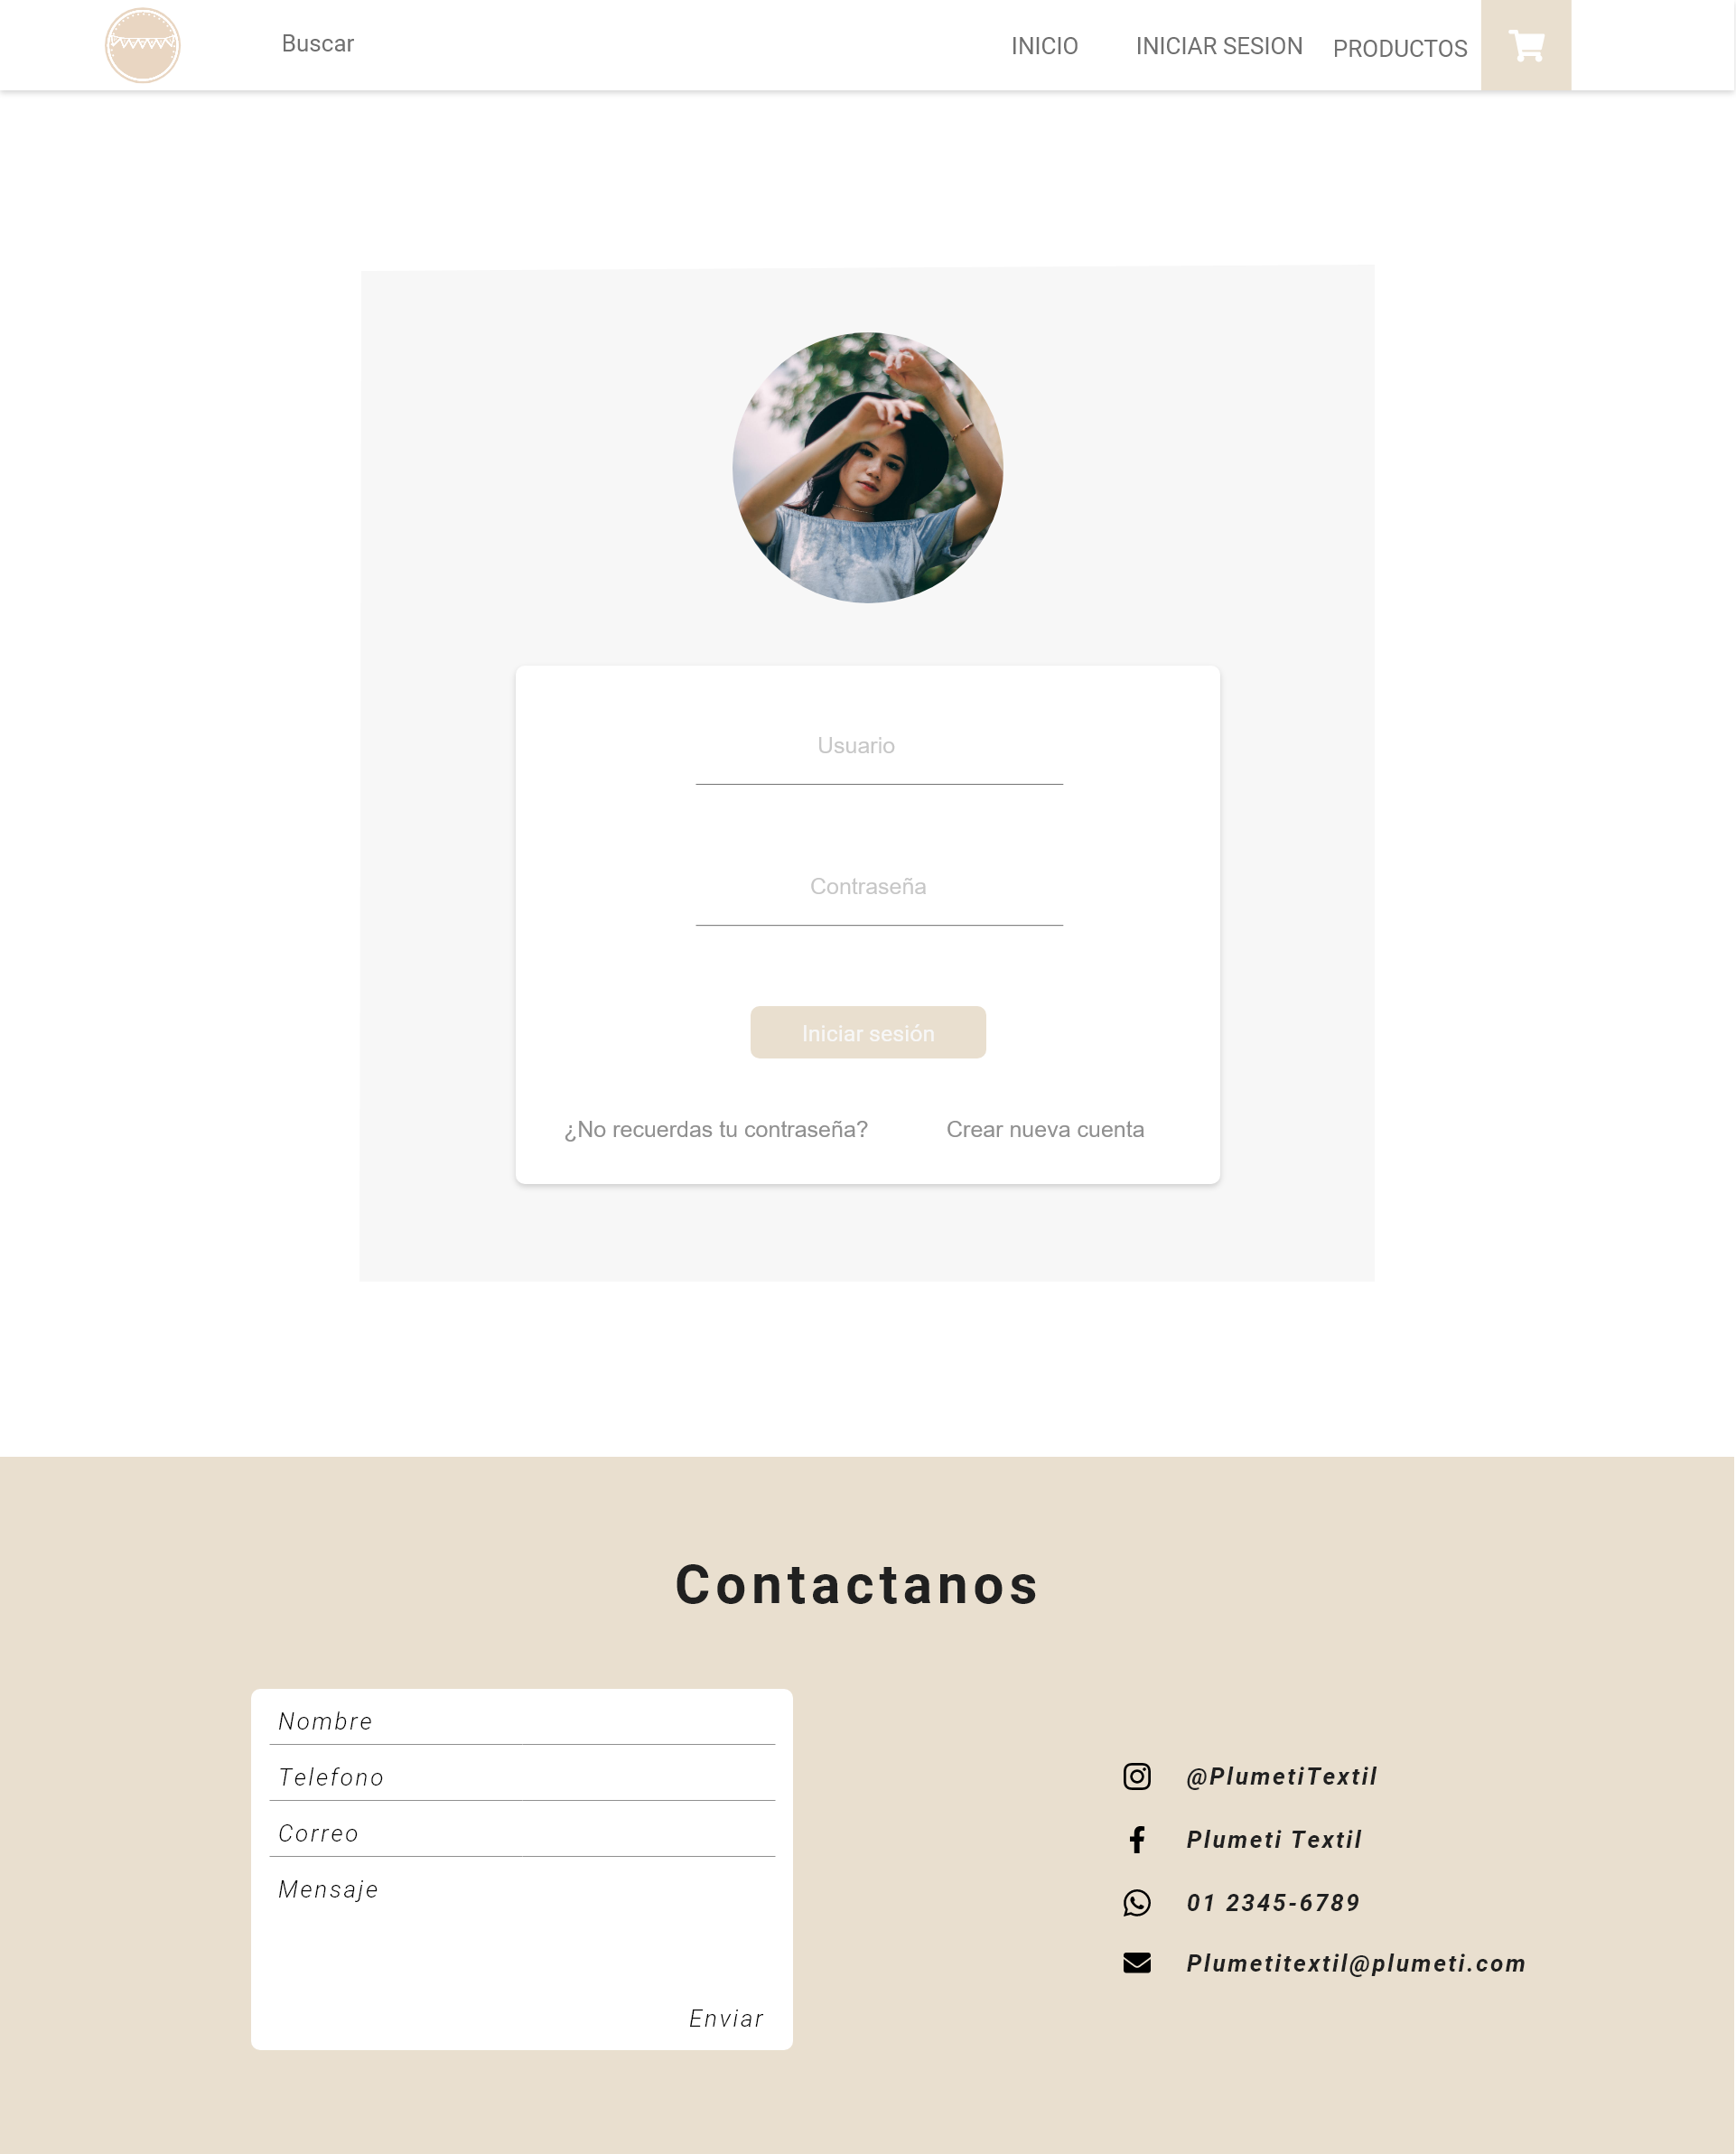 Buscar
INICIO
INICIAR SESION
PRODUCTOS
Usuario
Contraseña
Iniciar sesión
¿No recuerdas tu contraseña?
Crear nueva cuenta
Contactanos
Nombre
Telefono
Correo
Mensaje
Enviar
@PlumetiTextil
Plumeti Textil
01 2345-6789
Plumetitextil@plumeti.com